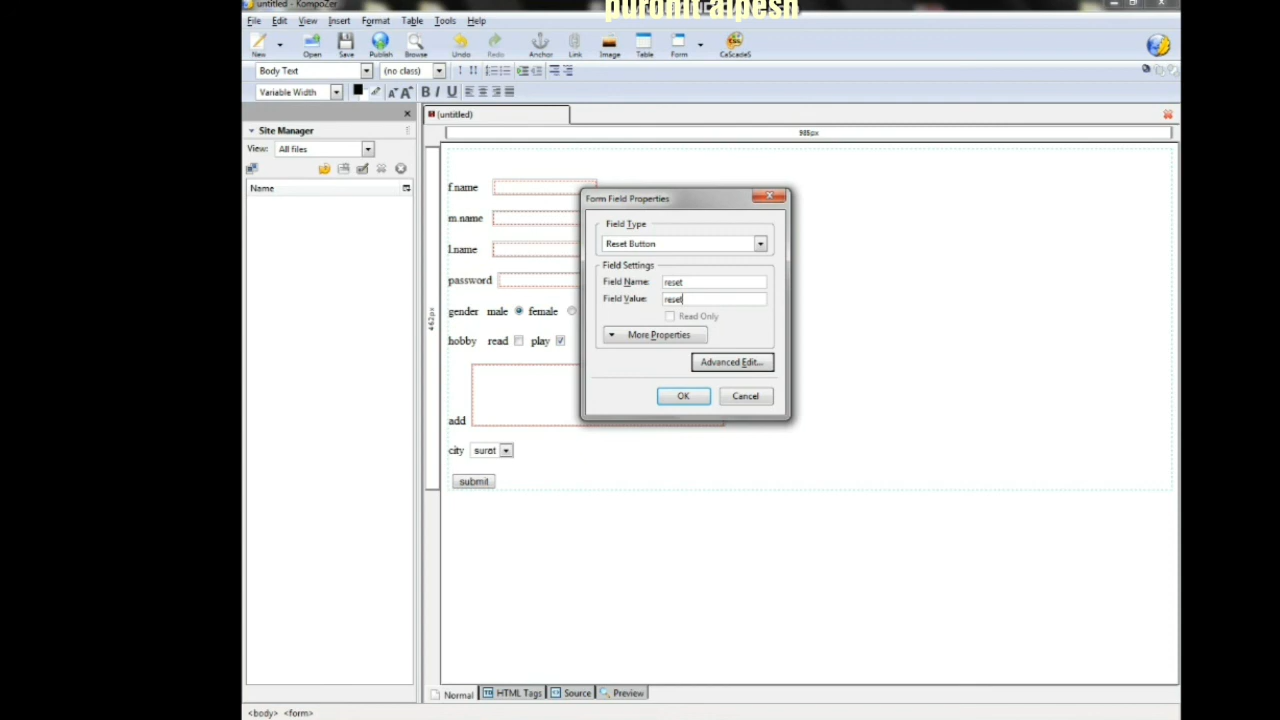 purohit alpesh
untitled - KompoZer
File Edit View Insert Format Table Tools Help
New Open Save Publish Browse Undo Redo Anchor Link Image Table Form CaScadeS
Body Text (no class)
Variable Width
(untitled)
Site Manager
985px
View: All files
Name
462px
f.name
m.name
l.name
password
gender male female
hobby read play
add
city surat
submit
Form Field Properties
Field Type
Reset Button
Field Settings
Field Name: reset
Field Value: reset
Read Only
More Properties
Advanced Edit...
OK Cancel
Normal HTML Tags Source Preview
<body> <form>